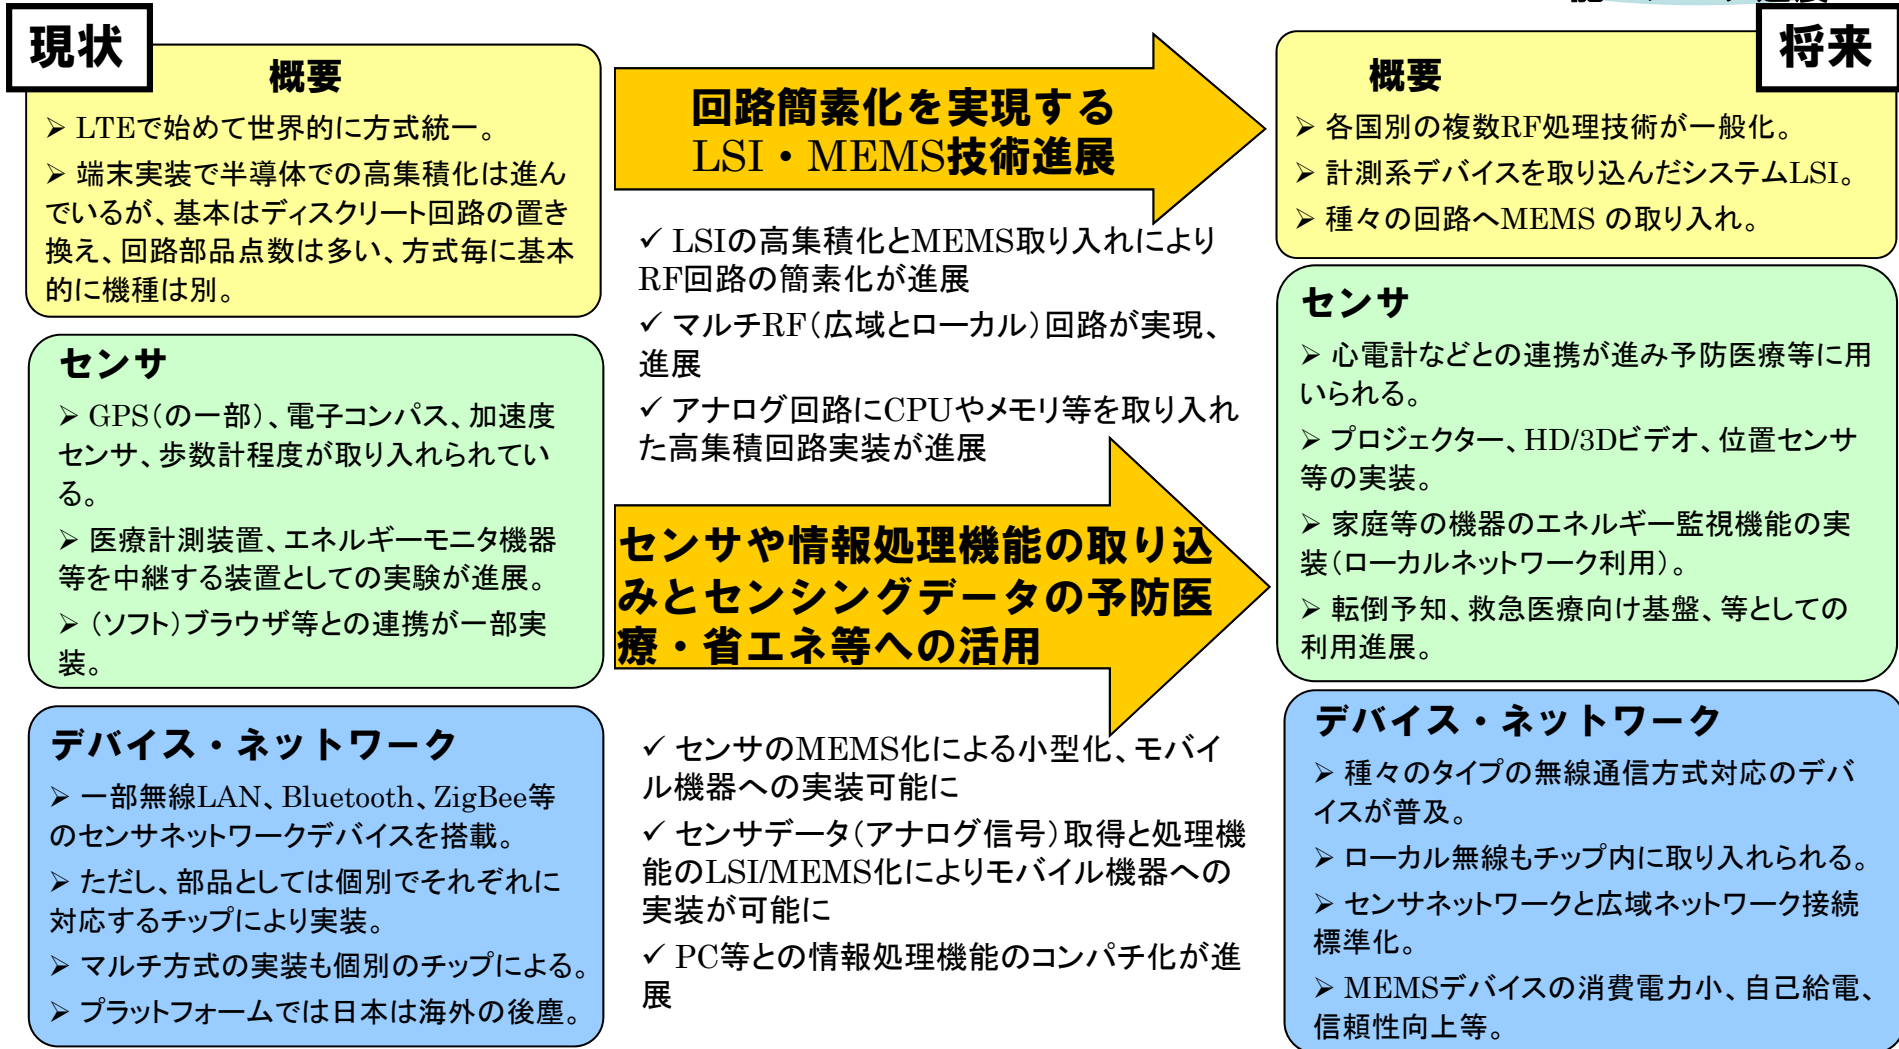 現状
概要
➢ LTEで始めて世界的に方式統一。
➢ 端末実装で半導体での高集積化は進ん
でいるが、基本はディスクリート回路の置き
換え、回路部品点数は多い、方式毎に基本
的に機種は別。
センサ
➢ GPS(の一部)、電子コンパス、加速度
センサ、歩数計程度が取り入れられてい
る。
➢ 医療計測装置、エネルギーモニタ機器
等を中継する装置としての実験が進展。
➢ (ソフト)ブラウザ等との連携が一部実
装。
デバイス・ネットワーク
➢ 一部無線LAN、Bluetooth、ZigBee等
のセンサネットワークデバイスを搭載。
➢ ただし、部品としては個別でそれぞれに
対応するチップにより実装。
➢ マルチ方式の実装も個別のチップによる。
➢ プラットフォームでは日本は海外の後塵。
回路簡素化を実現する
LSI・MEMS技術進展
✓ LSIの高集積化とMEMS取り入れにより
RF回路の簡素化が進展
✓ マルチRF(広域とローカル)回路が実現、
進展
✓ アナログ回路にCPUやメモリ等を取り入れ
た高集積回路実装が進展
センサや情報処理機能の取り込
みとセンシングデータの予防医
療・省エネ等への活用
✓ センサのMEMS化による小型化、モバイ
ル機器への実装可能に
✓ センサデータ(アナログ信号)取得と処理機
能のLSI/MEMS化によりモバイル機器への
実装が可能に
✓ PC等との情報処理機能のコンパチ化が進
展
将来
概要
➢ 各国別の複数RF処理技術が一般化。
➢ 計測系デバイスを取り込んだシステムLSI。
➢ 種々の回路へMEMS の取り入れ。
センサ
➢ 心電計などとの連携が進み予防医療等に用
いられる。
➢ プロジェクター、HD/3Dビデオ、位置センサ
等の実装。
➢ 家庭等の機器のエネルギー監視機能の実
装(ローカルネットワーク利用)。
➢ 転倒予知、救急医療向け基盤、等としての
利用進展。
デバイス・ネットワーク
➢ 種々のタイプの無線通信方式対応のデバ
イスが普及。
➢ ローカル無線もチップ内に取り入れられる。
➢ センサネットワークと広域ネットワーク接続
標準化。
➢ MEMSデバイスの消費電力小、自己給電、
信頼性向上等。